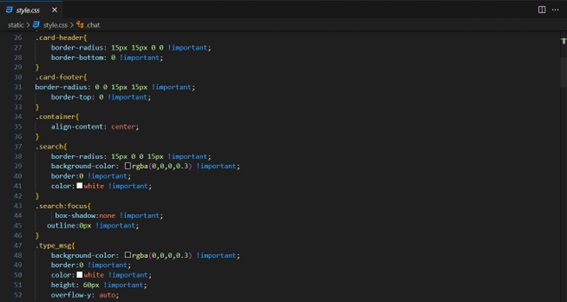 style.css
static > style.css > .chat
26 .card-header{
27 border-radius: 15px 15px 0 0 !important;
28 border-bottom: 0 !important;
29 }
30 .card-footer{
31 border-radius: 0 0 15px 15px !important;
32 border-top: 0 !important;
33 }
34 .container{
35 align-content: center;
36 }
37 .search{
38 border-radius: 15px 0 0 15px !important;
39 background-color: rgba(0,0,0,0.3) !important;
40 border:0 !important;
41 color:white !important;
42 }
43 .search:focus{
44 box-shadow:none !important;
45 outline:0px !important;
46 }
47 .type_msg{
48 background-color: rgba(0,0,0,0.3) !important;
49 border:0 !important;
50 color:white !important;
51 height: 60px !important;
52 overflow-y: auto;